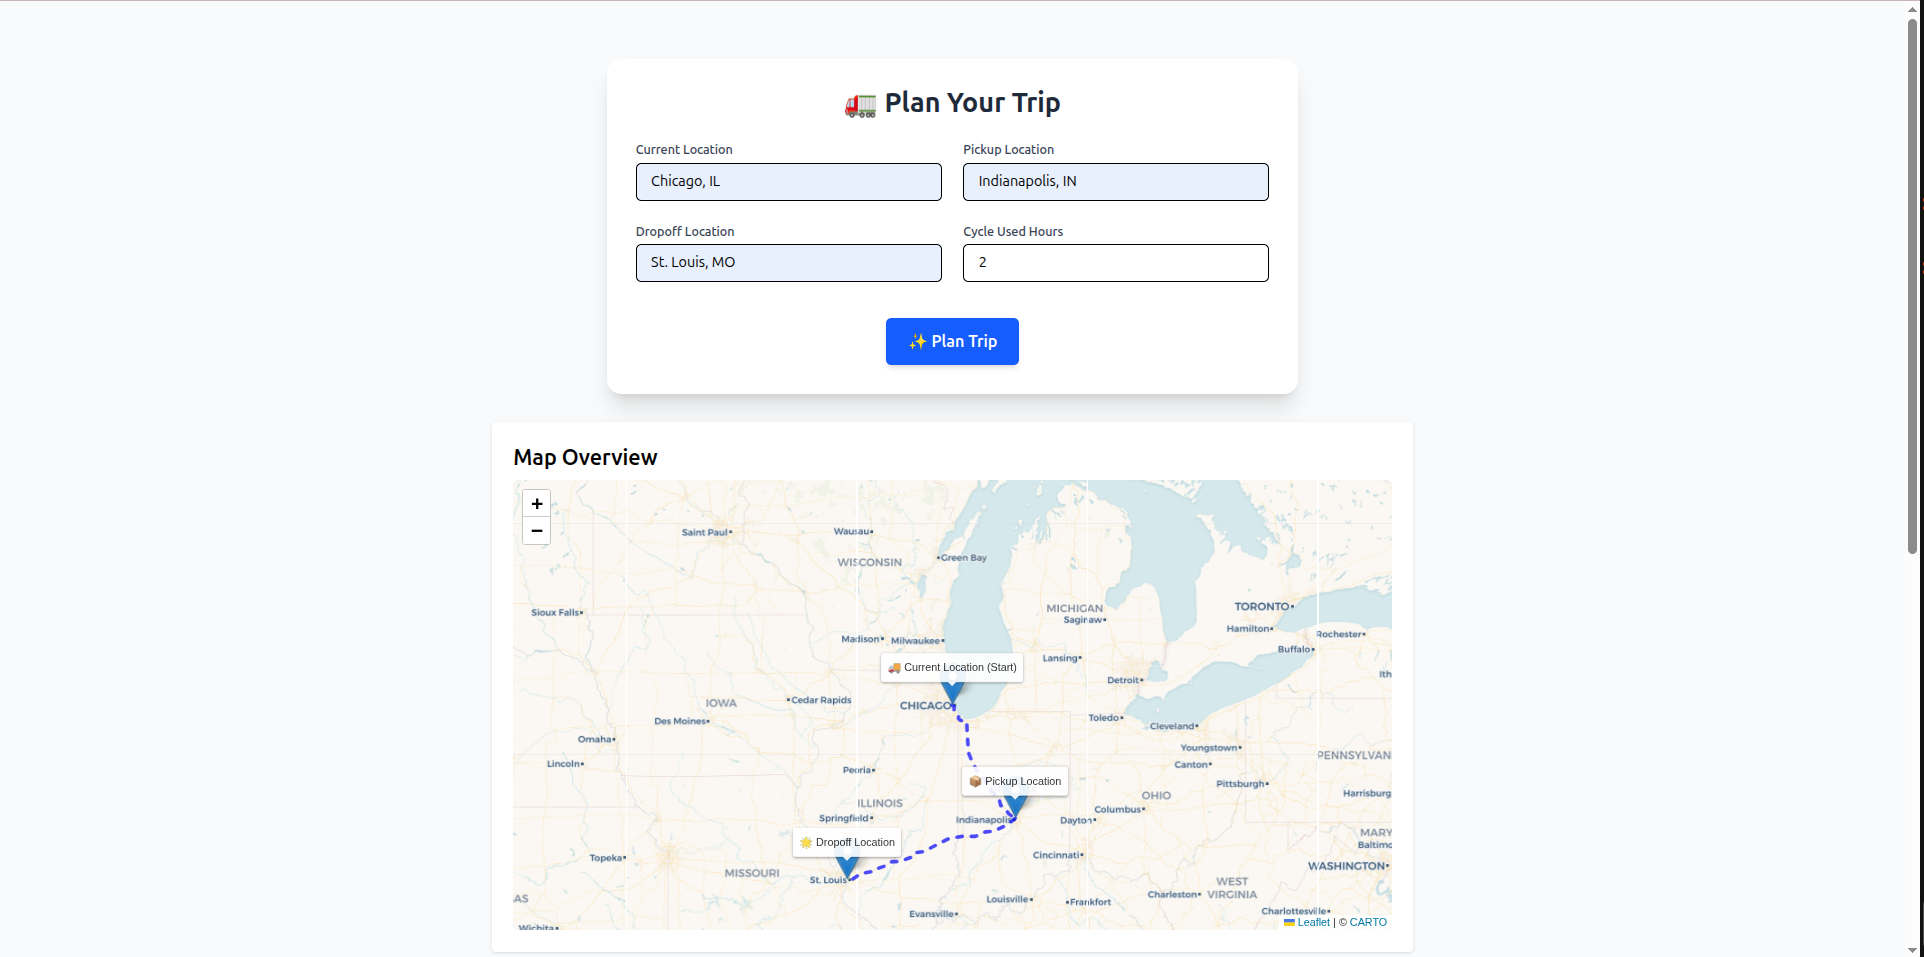 🚛 Plan Your Trip
Current Location
Pickup Location
Chicago, IL
Indianapolis, IN
Dropoff Location
Cycle Used Hours
St. Louis, MO
2
✨ Plan Trip
Map Overview
+
−
Saint Paul
Wausau
Green Bay
WISCONSIN
MICHIGAN
Saginaw
TORONTO
Hamilton
Rochester
Sioux Falls
Madison
Milwaukee
Buffalo
Lansing
🚚 Current Location (Start)
Detroit
Ith
IOWA
Cedar Rapids
CHICAGO
Des Moines
Toledo
Cleveland
Omaha
Youngstown
PENNSYLVAN
Lincoln
Peoria
Canton
📦 Pickup Location
Pittsburgh
Harrisburg
ILLINOIS
OHIO
Columbus
Springfield
Indianapolis
Dayton
MARY
Baltimo
🌟 Dropoff Location
Topeka
Cincinnati
WASHINGTON
MISSOURI
St. Louis
WEST
VIRGINIA
Charleston
AS
Louisville
Frankfort
Evansville
Charlottesville
Wichita
Leaflet | © CARTO